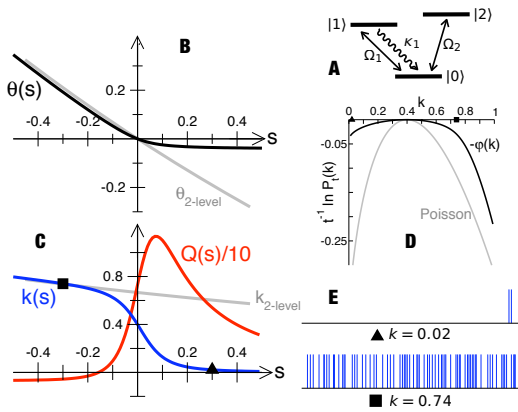 B
θ(s)
0.2
-0.4 -0.2 0.2 0.4 S
-0.2
θ2-level
|1⟩ κ1 |2⟩
Ω1 Ω2
A |0⟩
k
0 0.2 0.4 0.6 0.8 1
-0.05
-φ(k)
t-1 ln Pt(k)
Poisson
-0.25
D
C
Q(s)/10
0.8
k(s)
k2-level
0.4
-0.4 -0.2 0.2 0.4 S
E
▲ k = 0.02
■ k = 0.74